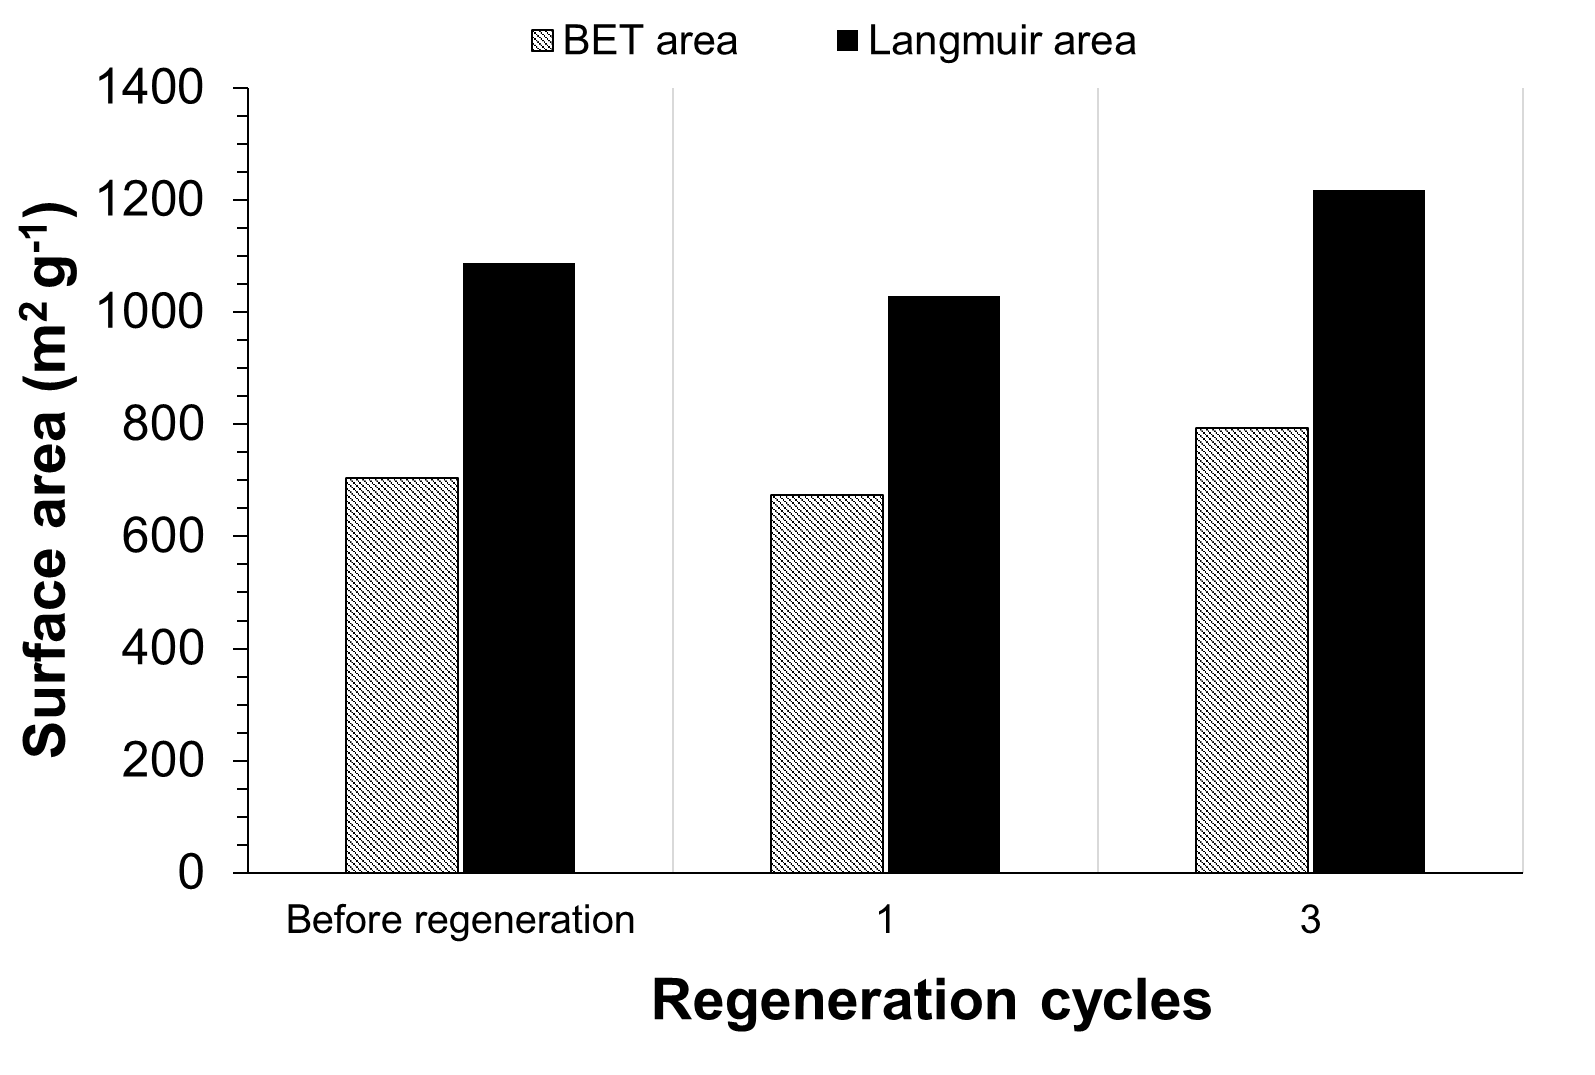 BET area Langmuir area
1400
1200
1000
800
600
400
200
0
Surface area (m² g⁻¹)
Before regeneration 1 3
Regeneration cycles